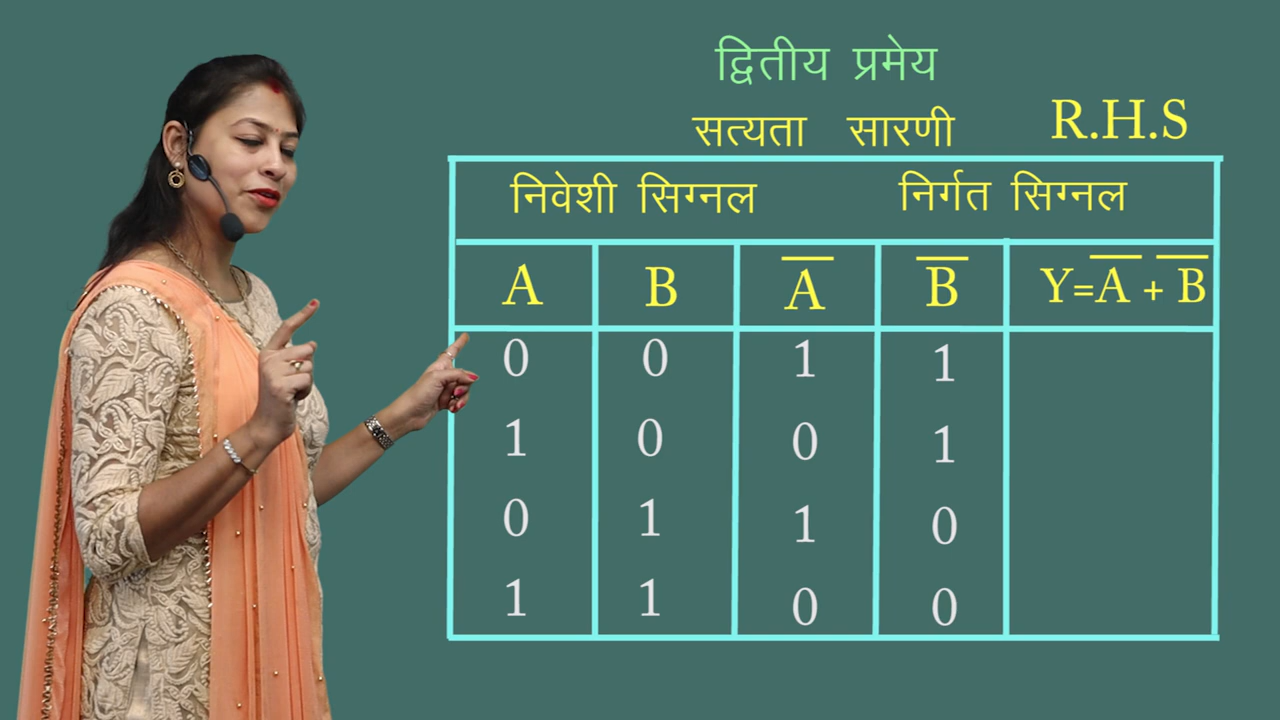 द्वितीय प्रमेय
सत्यता सारणी R.H.S
निवेशी सिग्नल निर्गत सिग्नल
A B A̅ B̅ Y=A̅ + B̅
0 0 1 1
1 0 0 1
0 1 1 0
1 1 0 0